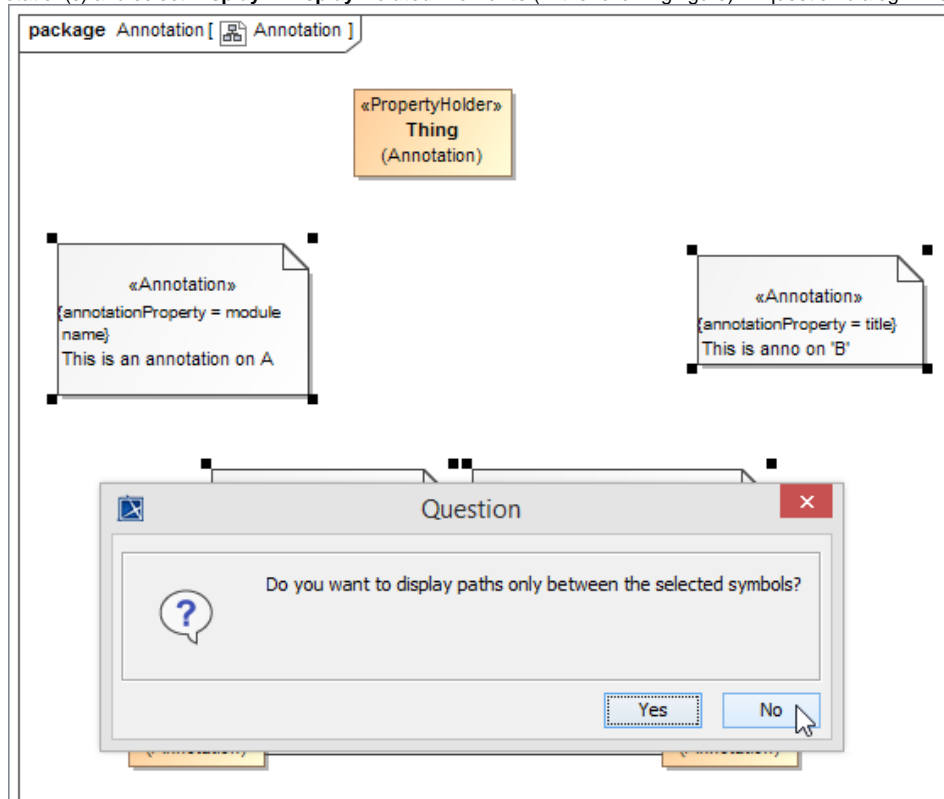 package Annotation [ Annotation ]
«PropertyHolder»
Thing
(Annotation)
«Annotation»
{annotationProperty = module
name}
This is an annotation on A
«Annotation»
{annotationProperty = title}
This is anno on 'B'
Question
Do you want to display paths only between the selected symbols?
Yes
No